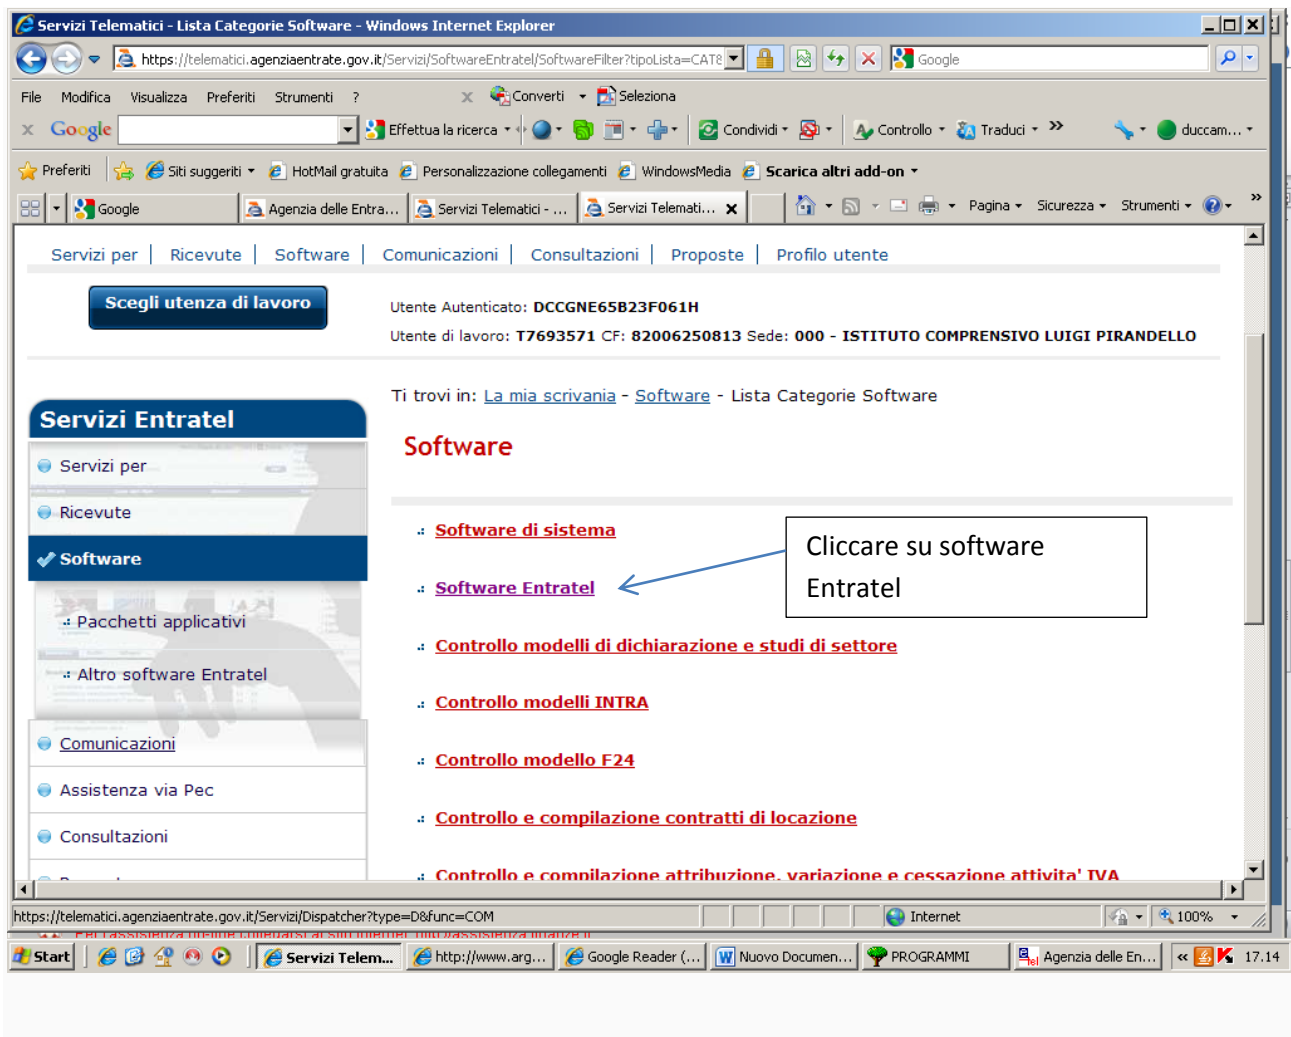 Servizi Telematici - Lista Categorie Software - Windows Internet Explorer
https://telematici.agenziaentrate.gov.it/Servizi/SoftwareEntratel/SoftwareFilter?tipoLista=CAT8
Google
File Modifica Visualizza Preferiti Strumenti ?
x Converti Seleziona
x Google Effettua la ricerca Condividi Controllo Traduci » duccam...
Preferiti Siti suggeriti HotMail gratuita Personalizzazione collegamenti WindowsMedia Scarica altri add-on
Google Agenzia delle Entra... Servizi Telematici - ... Servizi Telemati... x Pagina Sicurezza Strumenti »
Servizi per | Ricevute | Software | Comunicazioni | Consultazioni | Proposte | Profilo utente
Scegli utenza di lavoro
Utente Autenticato: DCCGNE65B23F061H
Utente di lavoro: T7693571 CF: 82006250813 Sede: 000 - ISTITUTO COMPRENSIVO LUIGI PIRANDELLO
Ti trovi in: La mia scrivania - Software - Lista Categorie Software
Servizi Entratel
Servizi per
Ricevute
Software
Pacchetti applicativi
Altro software Entratel
Comunicazioni
Assistenza via Pec
Consultazioni
Software
Software di sistema
Software Entratel
Cliccare su software
Entratel
Controllo modelli di dichiarazione e studi di settore
Controllo modelli INTRA
Controllo modello F24
Controllo e compilazione contratti di locazione
Controllo e compilazione attribuzione, variazione e cessazione attivita' IVA
https://telematici.agenziaentrate.gov.it/Servizi/Dispatcher?type=D&func=COM
Internet
100%
Start Servizi Telem... http://www.arg... Google Reader (... Nuovo Documen... PROGRAMMI Agenzia delle En... « 17.14